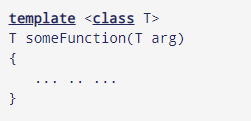 template <class T>
T someFunction(T arg)
{
   ... .. ...
}